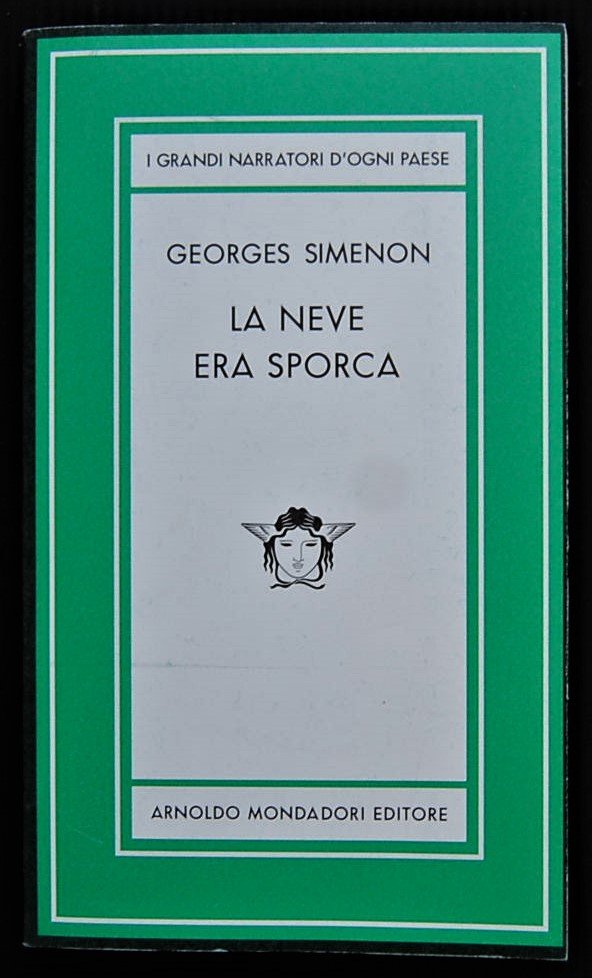 I GRANDI NARRATORI D'OGNI PAESE
GEORGES SIMENON
LA NEVE
ERA SPORCA
ARNOLDO MONDADORI EDITORE